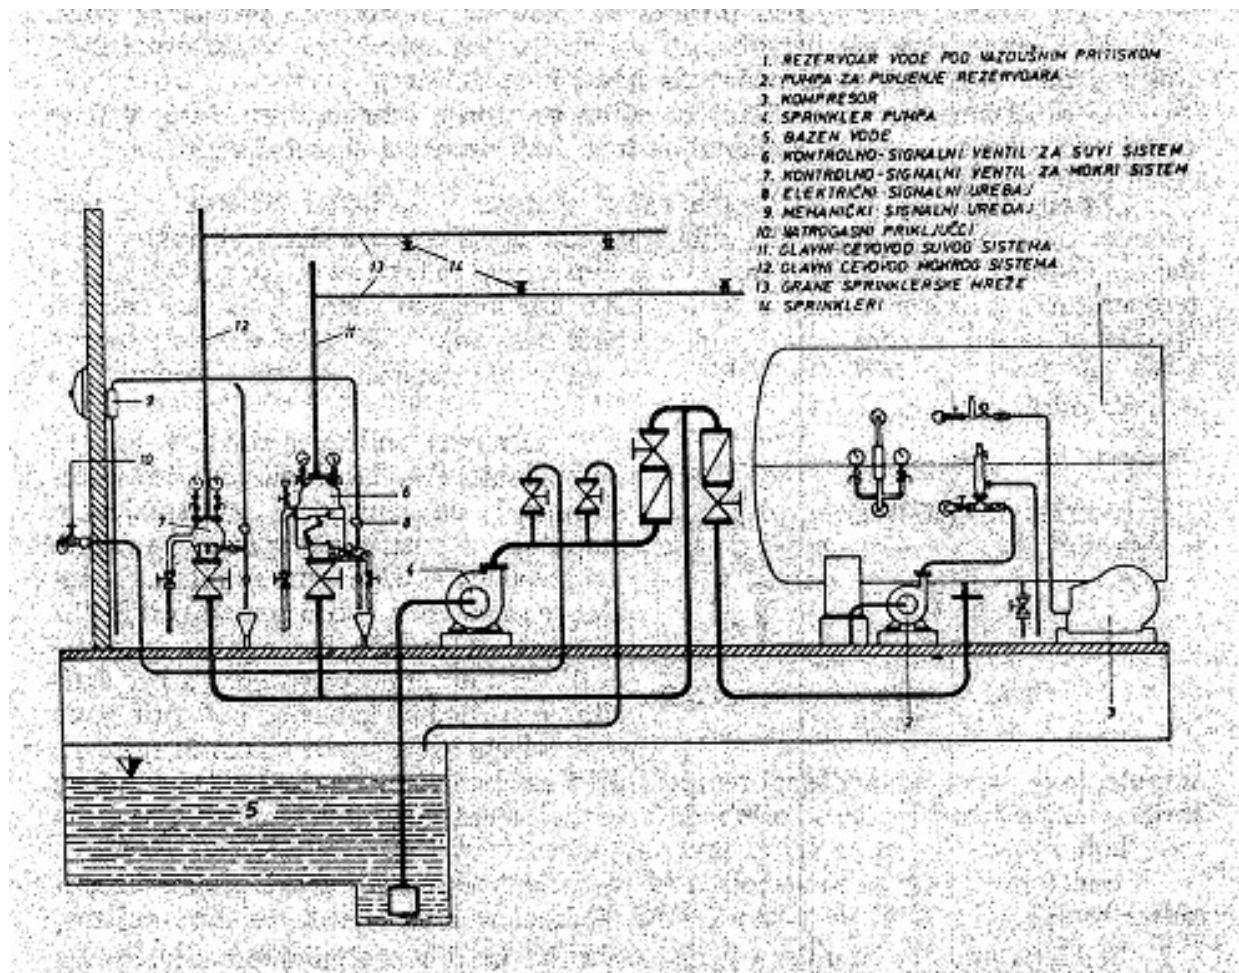 1. REZERVOAR VODE POD VAZDUŠNIM PRITISKOM
2. PUMPA ZA PUNJENJE REZERVOARA
3. KOMPRESOR
4. SPRINKLER PUMPA
5. BAZEN VODE
6. KONTROLNO-SIGNALNI VENTIL ZA SUVI SISTEM
7. KONTROLNO-SIGNALNI VENTIL ZA MOKRI SISTEM
8. ELEKTRIČNI SIGNALNI UREĐAJ
9. MEHANIČKI SIGNALNI UREĐAJ
10. VATROGASNI PRIKLJUČCI
11. GLAVNI CEVOVOD SUVOG SISTEMA
12. GLAVNI CEVOVOD MOKROG SISTEMA
13. GRANE SPRINKLERSKE MREŽE
14. SPRINKLERI
13
14
12
11
9
10
6
7
8
4
2
3
5